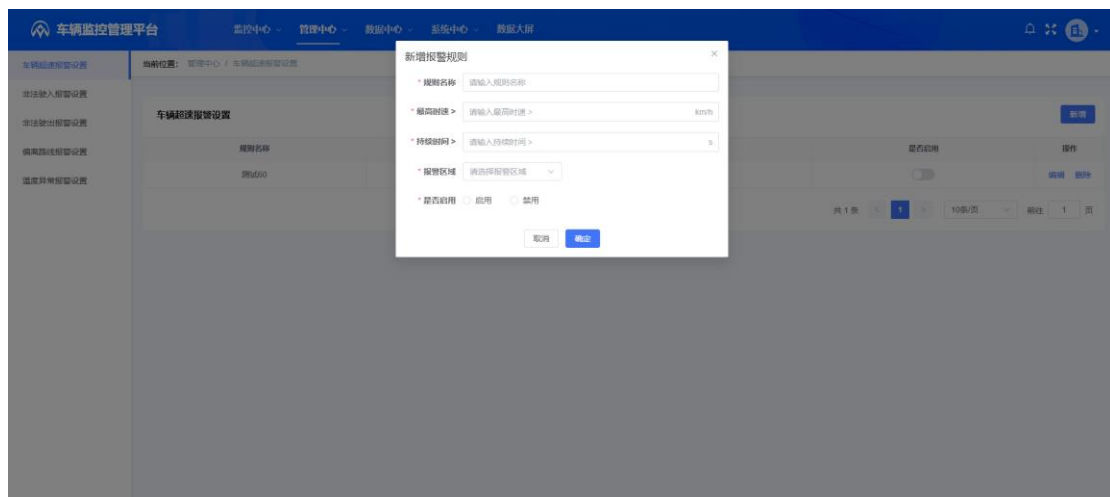 车辆监控管理平台 监控中心 管理中心 数据中心 系统中心 数据大屏
车辆超速报警设置
非法驶入报警设置
非法驶出报警设置
偏离路线报警设置
温度异常报警设置
当前位置： 管理中心 / 车辆超速报警设置
车辆超速报警设置 新增
规则名称 是否启用 操作
测试60 编辑 删除
共 1 条 1 10条/页 前往 1 页
新增报警规则
* 规则名称 请输入规则名称
* 最高时速 > 请输入最高时速 > km/h
* 持续时间 > 请输入持续时间 > s
* 报警区域 请选择报警区域
* 是否启用 启用 禁用
取消 确定